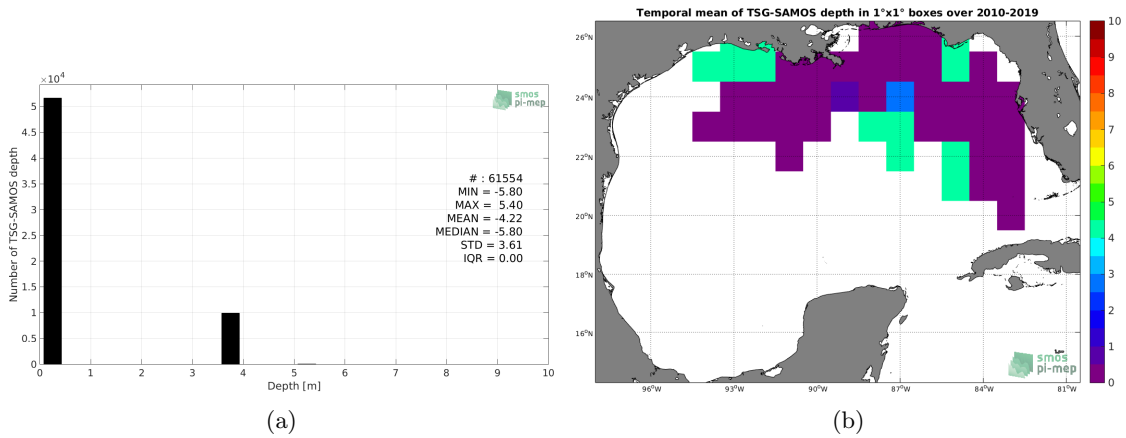 Temporal mean of TSG-SAMOS depth in 1°x1° boxes over 2010-2019
×10⁴
5
4.5
4
3.5
3
2.5
2
1.5
1
0.5
0
Number of TSG-SAMOS depth
smos
pi-mep
# : 61554
MIN = -5.80
MAX = 5.40
MEAN = -4.22
MEDIAN = -5.80
STD = 3.61
IQR = 0.00
0 1 2 3 4 5 6 7 8 9 10
Depth [m]
(a)
26°N
24°N
22°N
20°N
18°N
16°N
96°W 93°W 90°W 87°W 84°W 81°W
smos
pi-mep
10
9
8
7
6
5
4
3
2
1
0
(b)